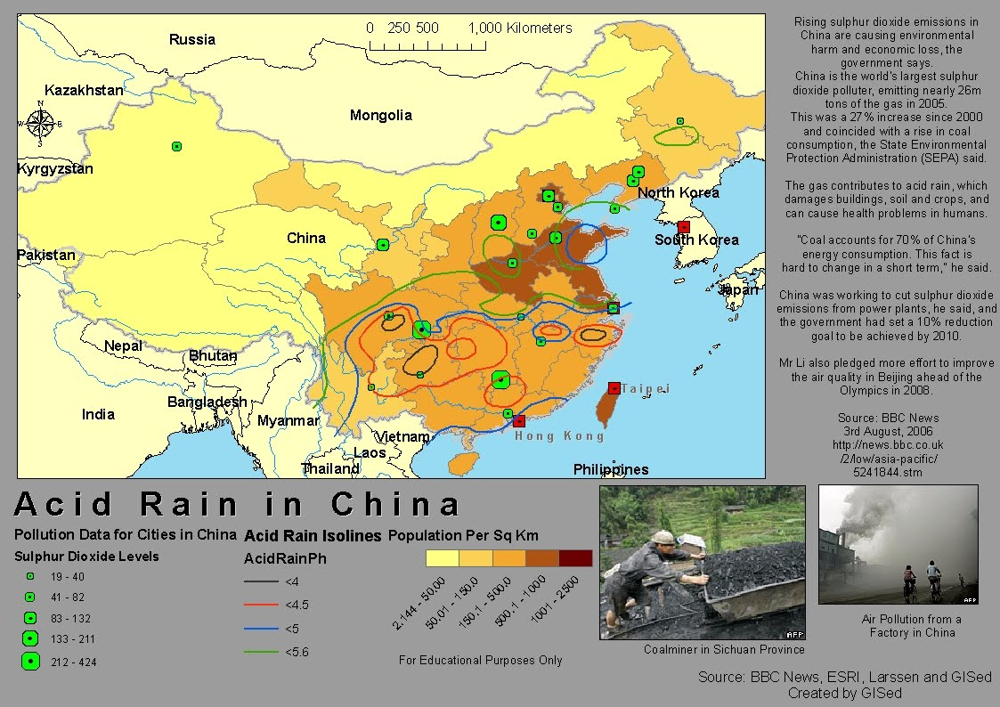 0 250 500 1,000 Kilometers
Russia
Kazakhstan
N
W E
S
Mongolia
Kyrgyzstan
North Korea
South Korea
China
Pakistan
Japan
Nepal
Bhutan
Taipei
Bangladesh
India
Myanmar
Vietnam
Hong Kong
Laos
Thailand
Philippines
Rising sulphur dioxide emissions in
China are causing environmental
harm and economic loss, the
government says.
China is the world's largest sulphur
dioxide polluter, emitting nearly 26m
tons of the gas in 2005.
This was a 27% increase since 2000
and coincided with a rise in coal
consumption, the State Environmental
Protection Administration (SEPA) said.
The gas contributes to acid rain, which
damages buildings, soil and crops, and
can cause health problems in humans.
"Coal accounts for 70% of China's
energy consumption. This fact is
hard to change in a short term," he said.
China was working to cut sulphur dioxide
emissions from power plants, he said, and
the government had set a 10% reduction
goal to be achieved by 2010.
Mr Li also pledged more effort to improve
the air quality in Beijing ahead of the
Olympics in 2008.
Source: BBC News
3rd August, 2006
http://news.bbc.co.uk
/2/low/asia-pacific/
5241844.stm
Acid Rain in China
Pollution Data for Cities in China
Sulphur Dioxide Levels
19 - 40
41 - 82
83 - 132
133 - 211
212 - 424
Acid Rain Isolines
AcidRainPh
<4
<4.5
<5
<5.6
Population Per Sq Km
2.144 - 50.00
50.01 - 150.0
150.1 - 500.0
500.1 - 1000
1001 - 2500
For Educational Purposes Only
AFP
Coalminer in Sichuan Province
AFP
Air Pollution from a
Factory in China
Source: BBC News, ESRI, Larssen and GISed
Created by GISed